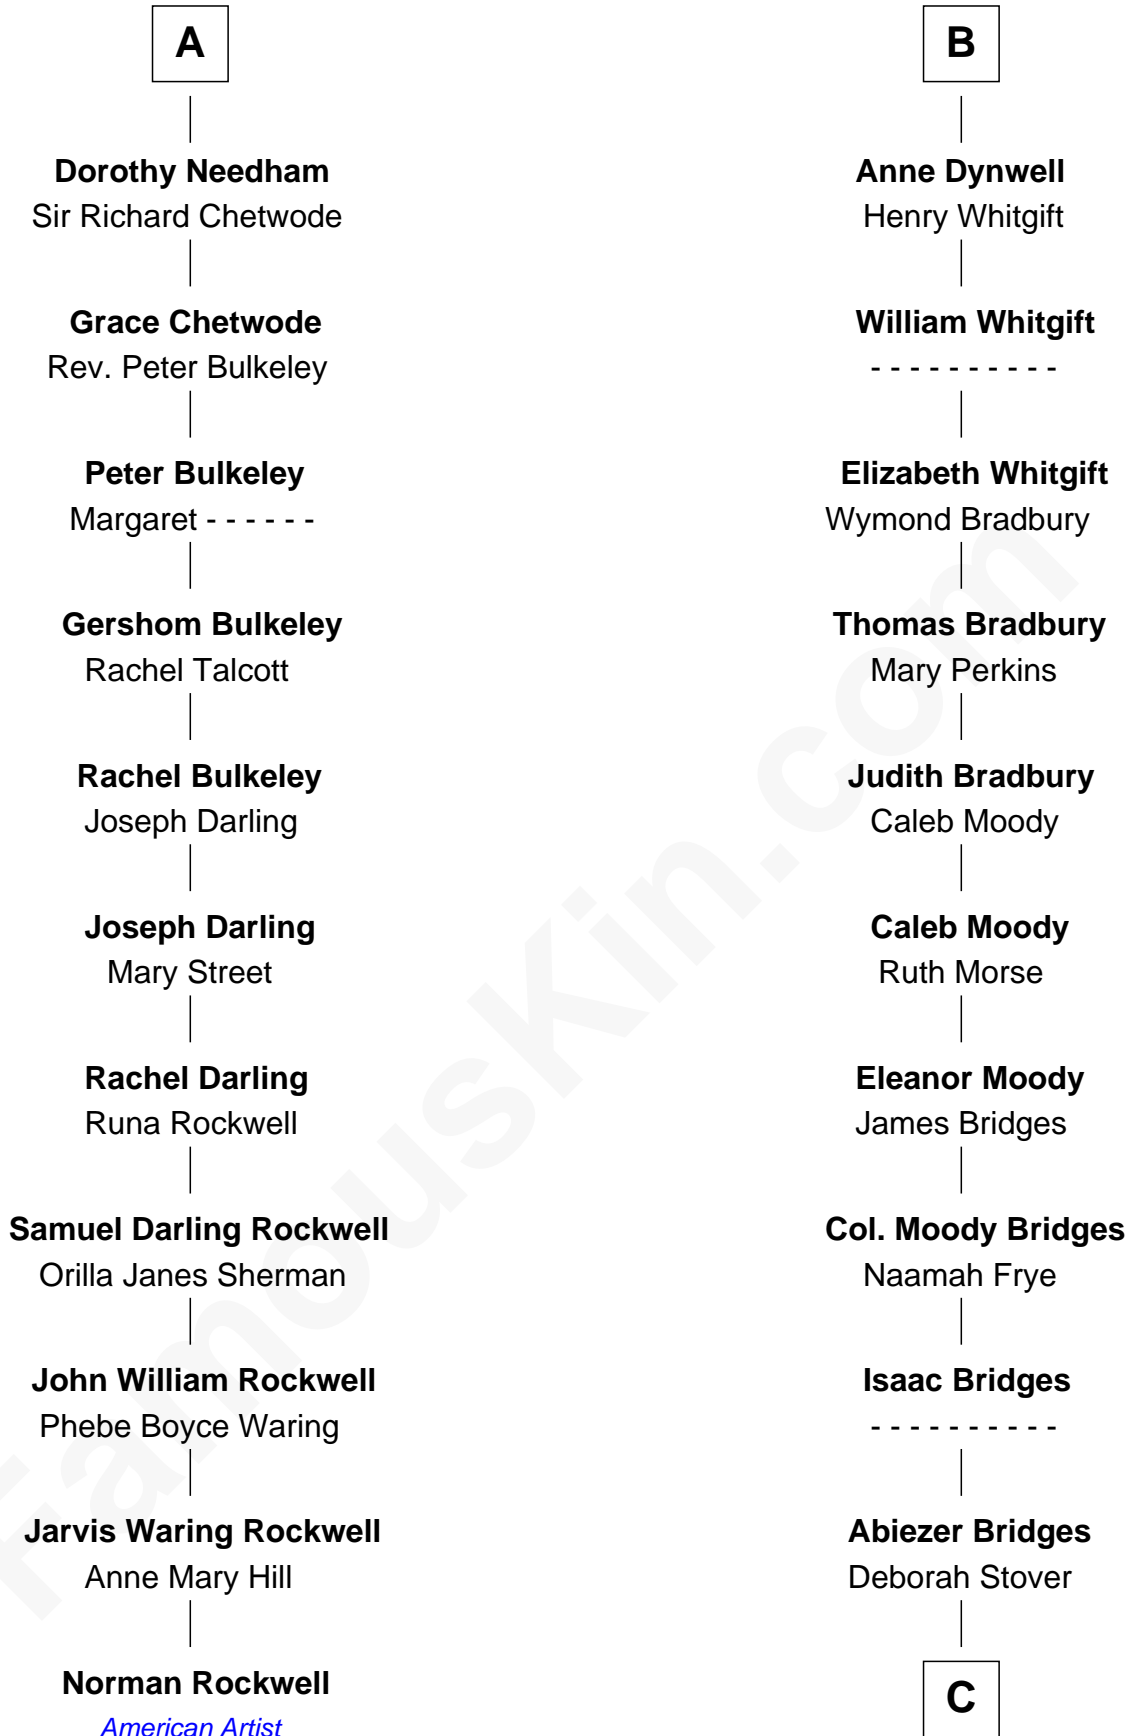 A
Dorothy Needham
Sir Richard Chetwode
Grace Chetwode
Rev. Peter Bulkeley
Peter Bulkeley
Margaret - - - - - -
Gershom Bulkeley
Rachel Talcott
Rachel Bulkeley
Joseph Darling
Joseph Darling
Mary Street
Rachel Darling
Runa Rockwell
Samuel Darling Rockwell
Orilla Janes Sherman
John William Rockwell
Phebe Boyce Waring
Jarvis Waring Rockwell
Anne Mary Hill
Norman Rockwell
American Artist
B
Anne Dynwell
Henry Whitgift
William Whitgift
- - - - - - - - - -
Elizabeth Whitgift
Wymond Bradbury
Thomas Bradbury
Mary Perkins
Judith Bradbury
Caleb Moody
Caleb Moody
Ruth Morse
Eleanor Moody
James Bridges
Col. Moody Bridges
Naamah Frye
Isaac Bridges
- - - - - - - - - -
Abiezer Bridges
Deborah Stover
C
FamousKin.com